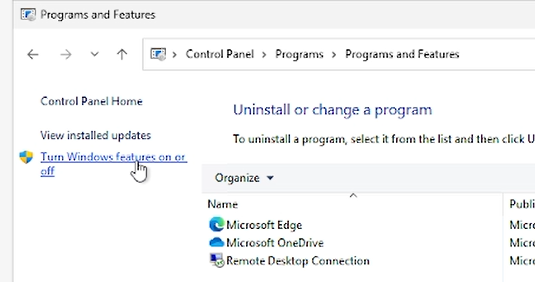 Programs and Features
Control Panel > Programs > Programs and Features
Control Panel Home
Uninstall or change a program
View installed updates
To uninstall a program, select it from the list and then click U
Turn Windows features on or
off
Organize
Name Publi
Microsoft Edge Micro
Microsoft OneDrive Micro
Remote Desktop Connection Micro